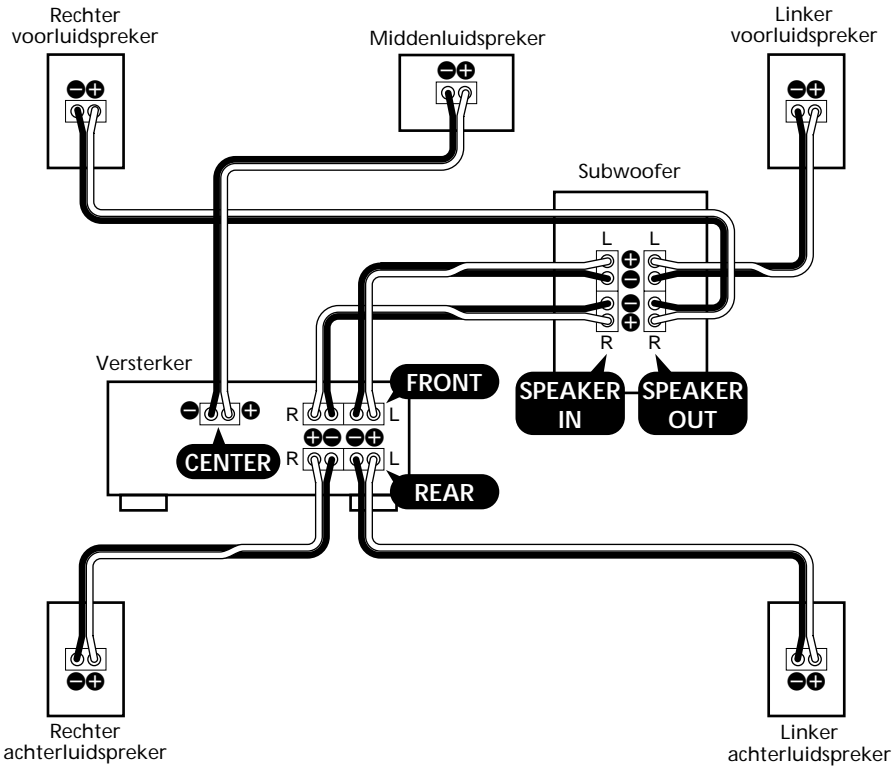 Rechter
voorluidspreker
Middenluidspreker
Linker
voorluidspreker
Subwoofer
L
L
R
R
SPEAKER
IN
SPEAKER
OUT
Versterker
FRONT
R
L
CENTER
R
L
REAR
Rechter
achterluidspreker
Linker
achterluidspreker